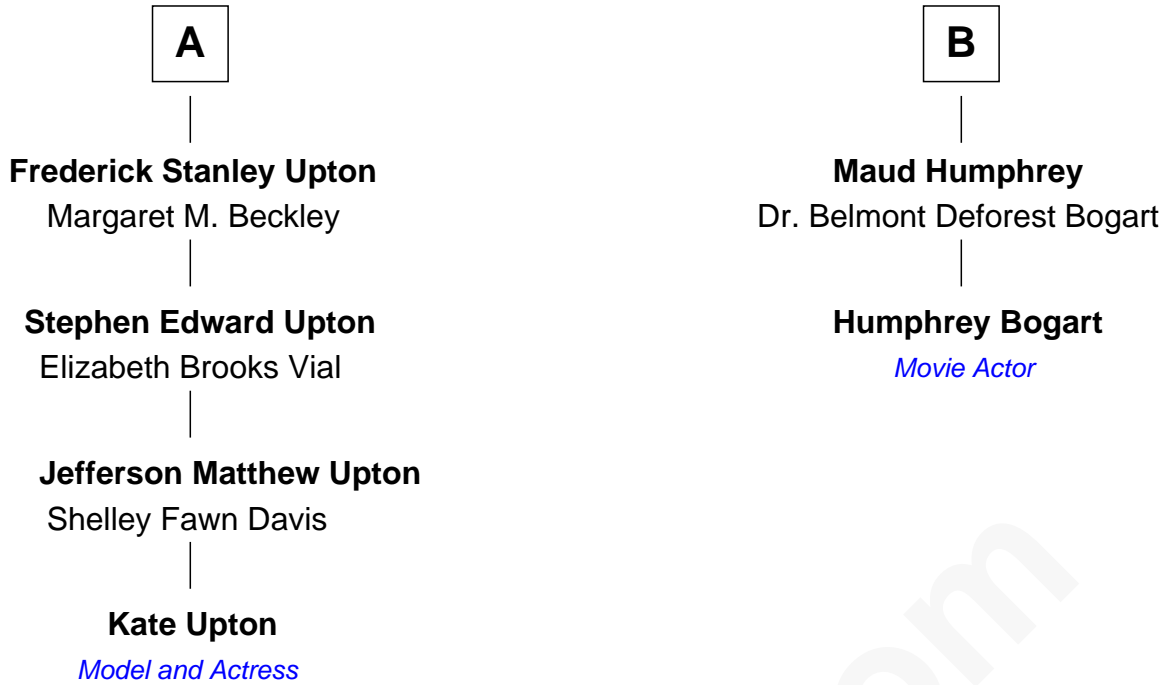 A
Frederick Stanley Upton
Margaret M. Beckley
Stephen Edward Upton
Elizabeth Brooks Vial
Jefferson Matthew Upton
Shelley Fawn Davis
Kate Upton
Model and Actress
B
Maud Humphrey
Dr. Belmont Deforest Bogart
Humphrey Bogart
Movie Actor
om